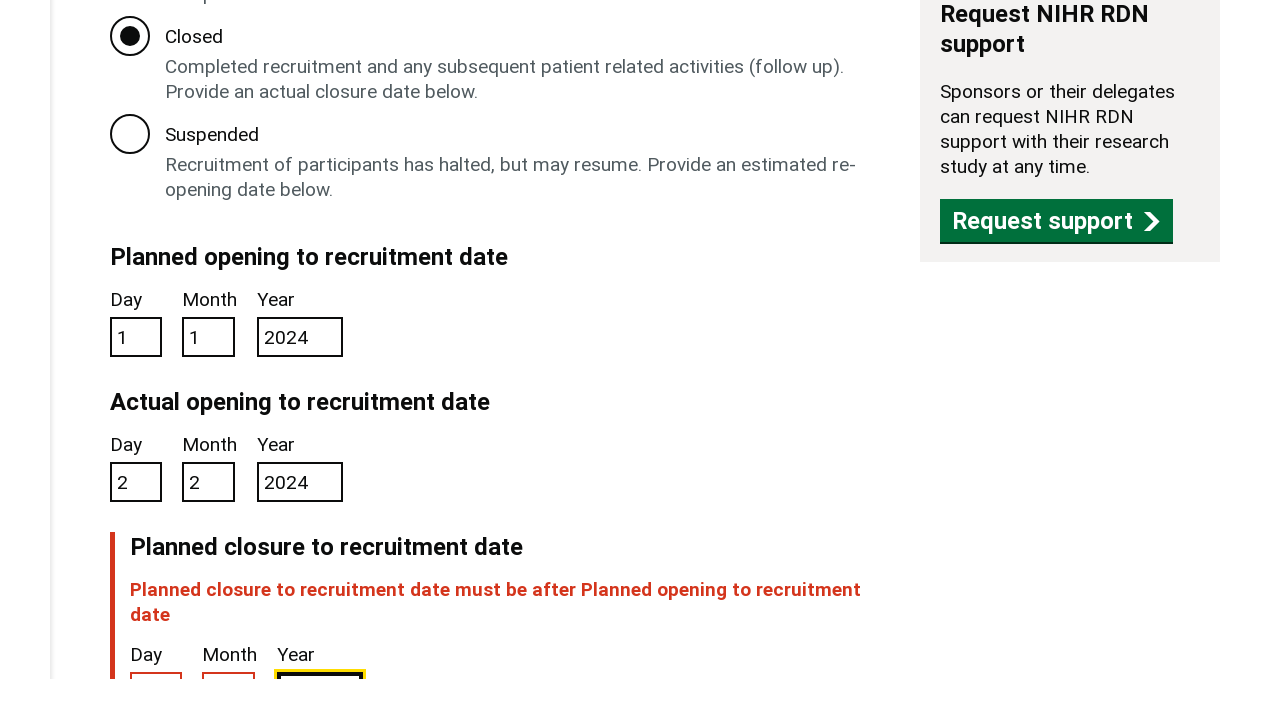 Closed
Completed recruitment and any subsequent patient related activities (follow up).
Provide an actual closure date below.
Suspended
Recruitment of participants has halted, but may resume. Provide an estimated re-
opening date below.
Planned opening to recruitment date
Day Month Year
1 1 2024
Actual opening to recruitment date
Day Month Year
2 2 2024
Planned closure to recruitment date
Planned closure to recruitment date must be after Planned opening to recruitment
date
Day Month Year
Request NIHR RDN
support
Sponsors or their delegates
can request NIHR RDN
support with their research
study at any time.
Request support